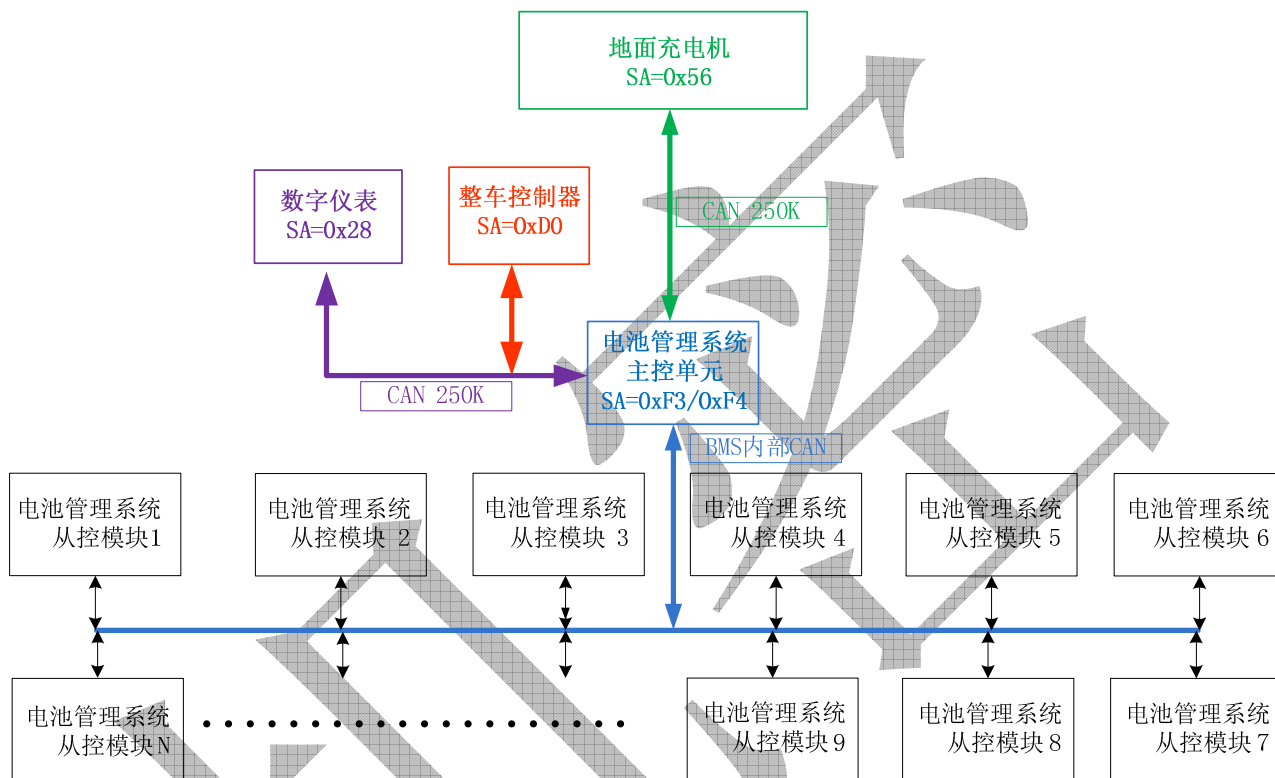 地面充电机
SA=0x56
CAN 250K
数字仪表
SA=0x28
整车控制器
SA=0xD0
电池管理系统
主控单元
SA=0xF3/0xF4
CAN 250K
BMS内部CAN
电池管理系统
从控模块1
电池管理系统
从控模块 2
电池管理系统
从控模块 3
电池管理系统
从控模块 4
电池管理系统
从控模块 5
电池管理系统
从控模块 6
电池管理系统
从控模块N
电池管理系统
从控模块9
电池管理系统
从控模块 8
电池管理系统
从控模块 7